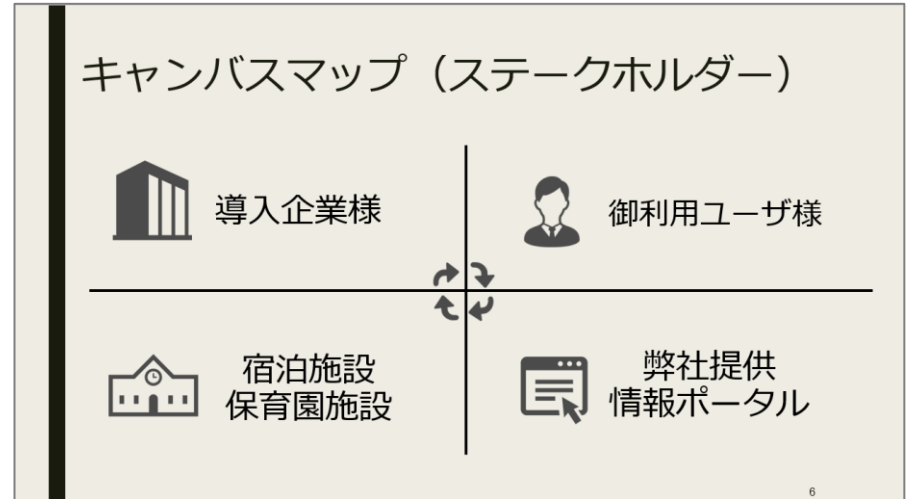 キャンバスマップ（ステークホルダー）
導入企業様
御利用ユーザ様
宿泊施設
保育園施設
弊社提供
情報ポータル
6